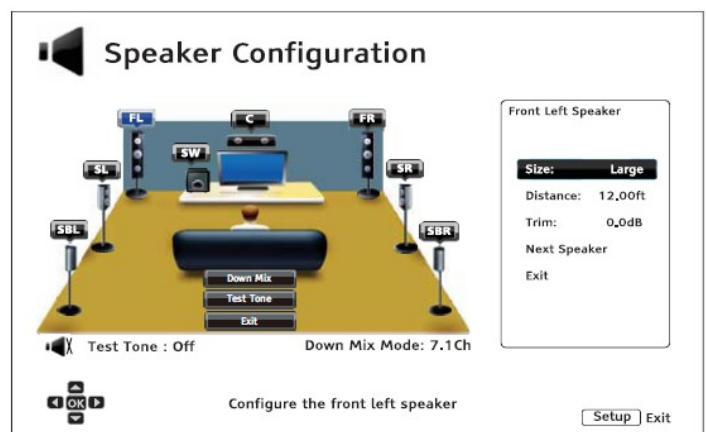 Speaker Configuration
FL
C
FR
SW
SL
SR
SBL
SBR
Down Mix
Test Tone
Exit
Test Tone : Off
Down Mix Mode: 7.1Ch
Front Left Speaker
Size: Large
Distance: 12.00ft
Trim: 0.0dB
Next Speaker
Exit
OK
Configure the front left speaker
Setup Exit